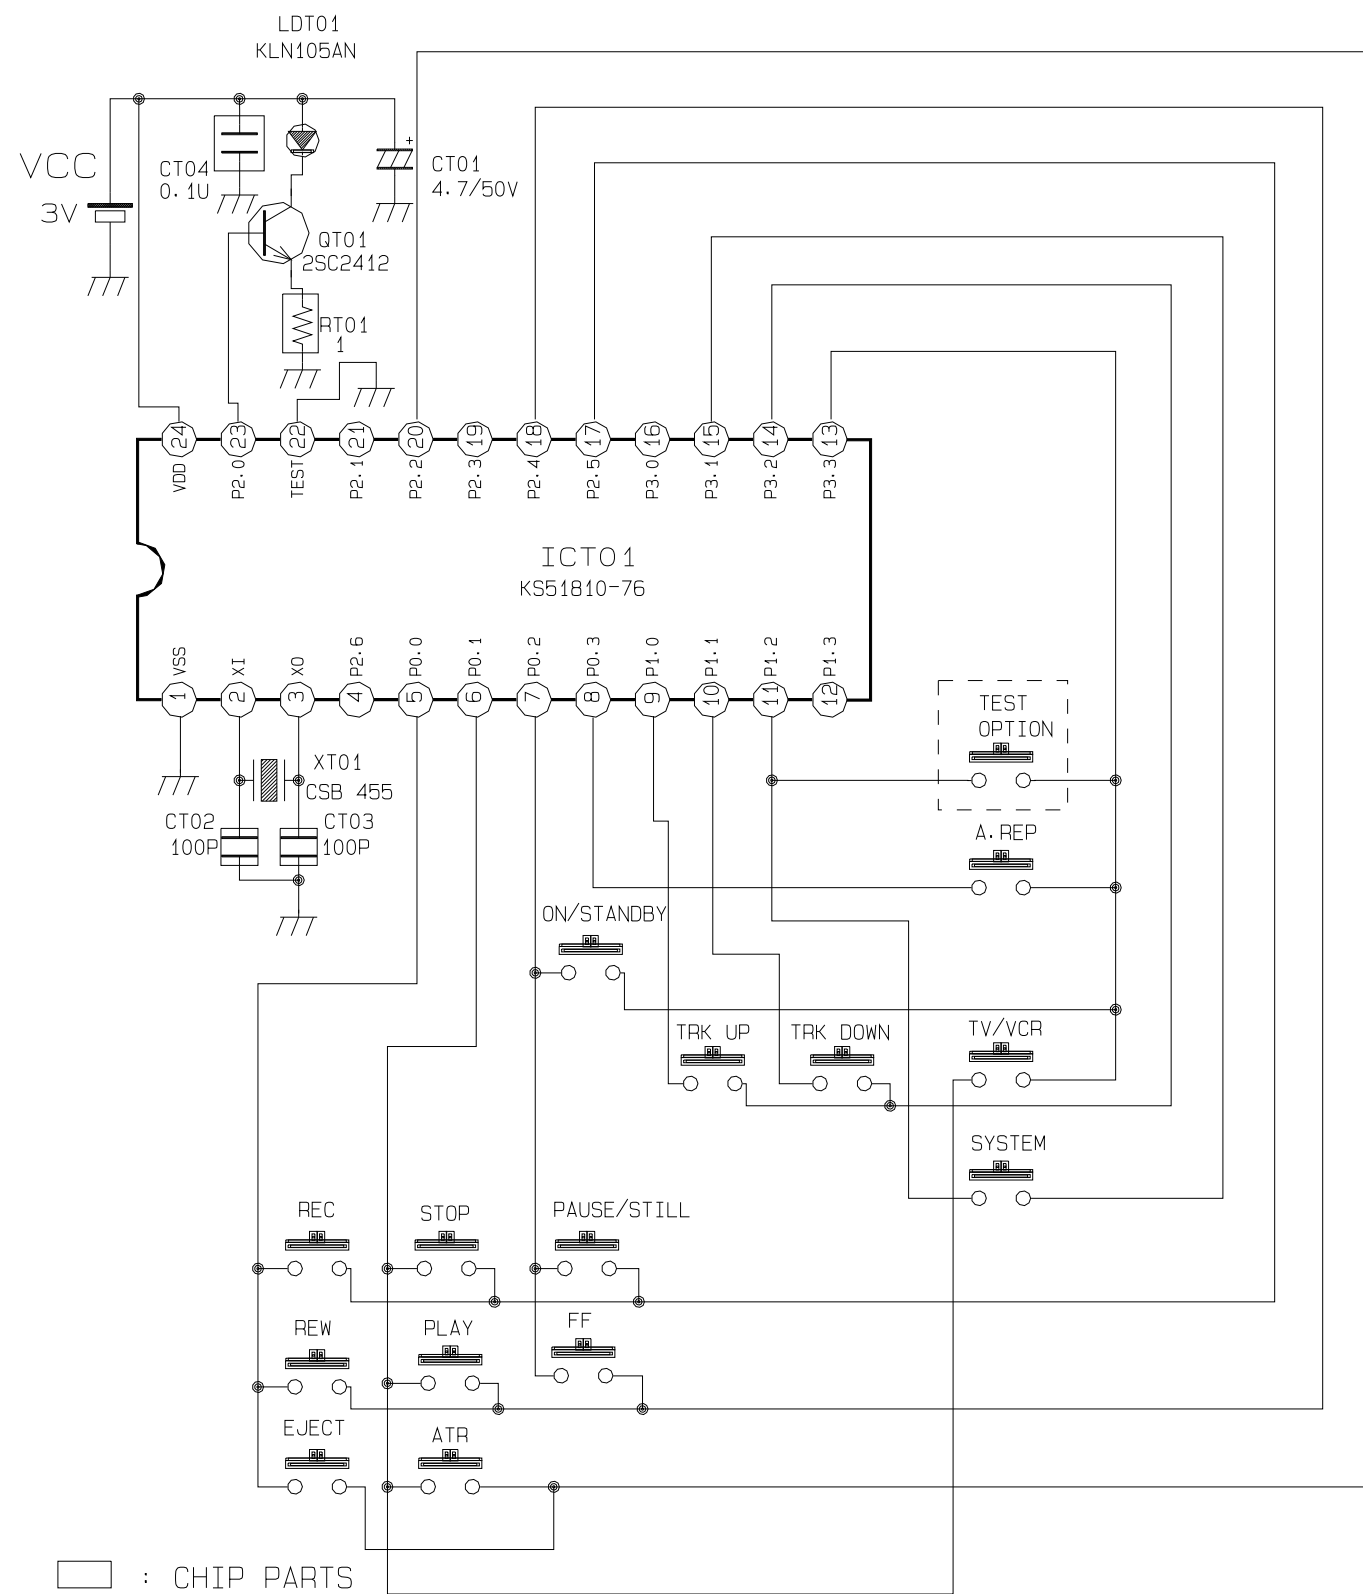 LDT01
KLN105AN
VCC
3V
CT04
0.1U
+
CT01
4.7/50V
QT01
2SC2412
RT01
1
24 23 22 21 20 19 18 17 16 15 14 13
VDD P2.0 TEST P2.1 P2.2 P2.3 P2.4 P2.5 P3.0 P3.1 P3.2 P3.3
ICT01
KS51810-76
VSS XI XO P2.6 P0.0 P0.1 P0.2 P0.3 P1.0 P1.1 P1.2 P1.3
1 2 3 4 5 6 7 8 9 10 11 12
TEST
OPTION
XT01
CSB 455
CT02
100P
CT03
100P
A.REP
ON/STANDBY
TRK UP
TRK DOWN
TV/VCR
SYSTEM
REC
STOP
PAUSE/STILL
REW
PLAY
FF
EJECT
ATR
: CHIP PARTS